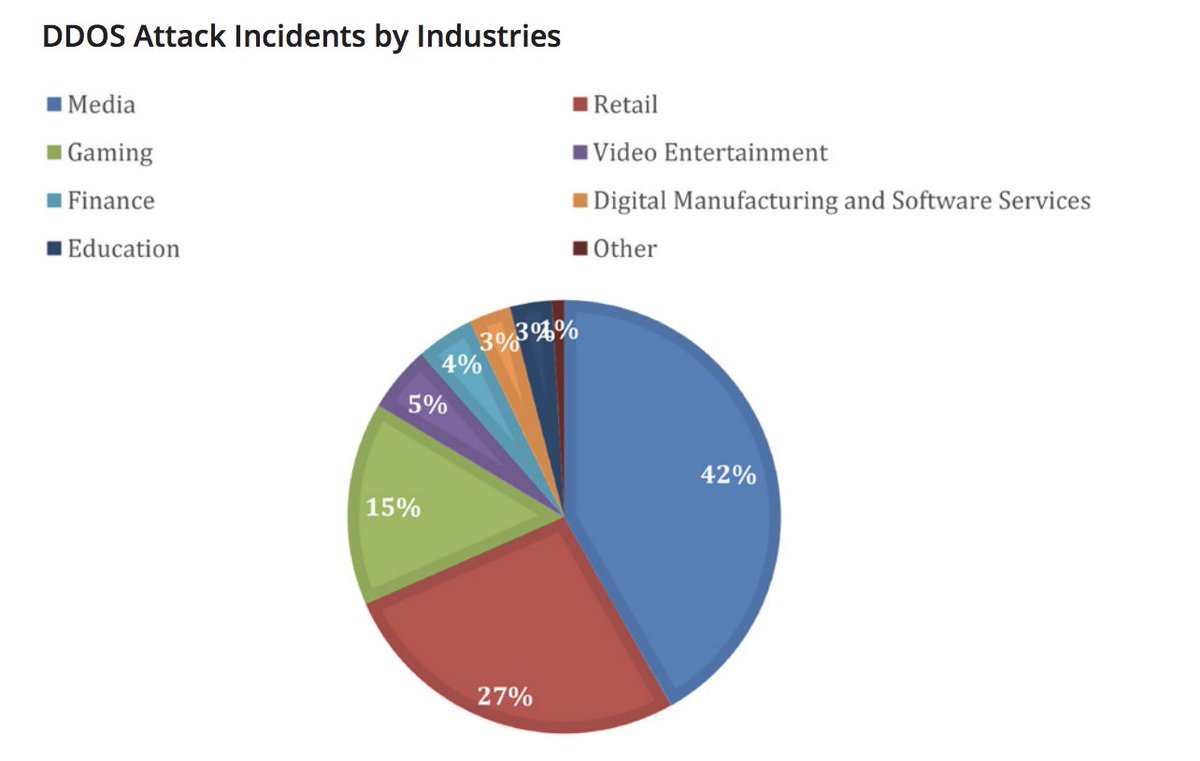 DDOS Attack Incidents by Industries
Media
Retail
Gaming
Video Entertainment
Finance
Digital Manufacturing and Software Services
Education
Other
3%
3%
1%
4%
5%
42%
15%
27%